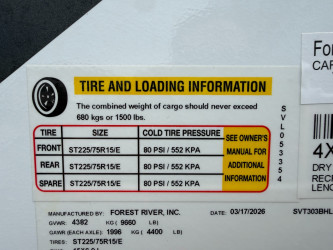 For
CAR
TIRE AND LOADING INFORMATION
The combined weight of cargo should never exceed
680 kgs or 1500 lbs.
SVL053354
TIRE SIZE COLD TIRE PRESSURE
FRONT ST225/75R15/E 80 PSI / 552 KPA
REAR ST225/75R15/E 80 PSI / 552 KPA
SPARE ST225/75R15/E 80 PSI / 552 KPA
SEE OWNER'S
MANUAL FOR
ADDITIONAL
INFORMATION
4X
DRY
RECR
LENG
MANUFACTURED BY: FOREST RIVER, INC. 03/17/2026 SVT303BHL
GVWR: 4382 KG ( 9660 LB)
GAWR (EACH AXLE): 1996 KG ( 4400 LB)
TIRES: ST225/75R15/E